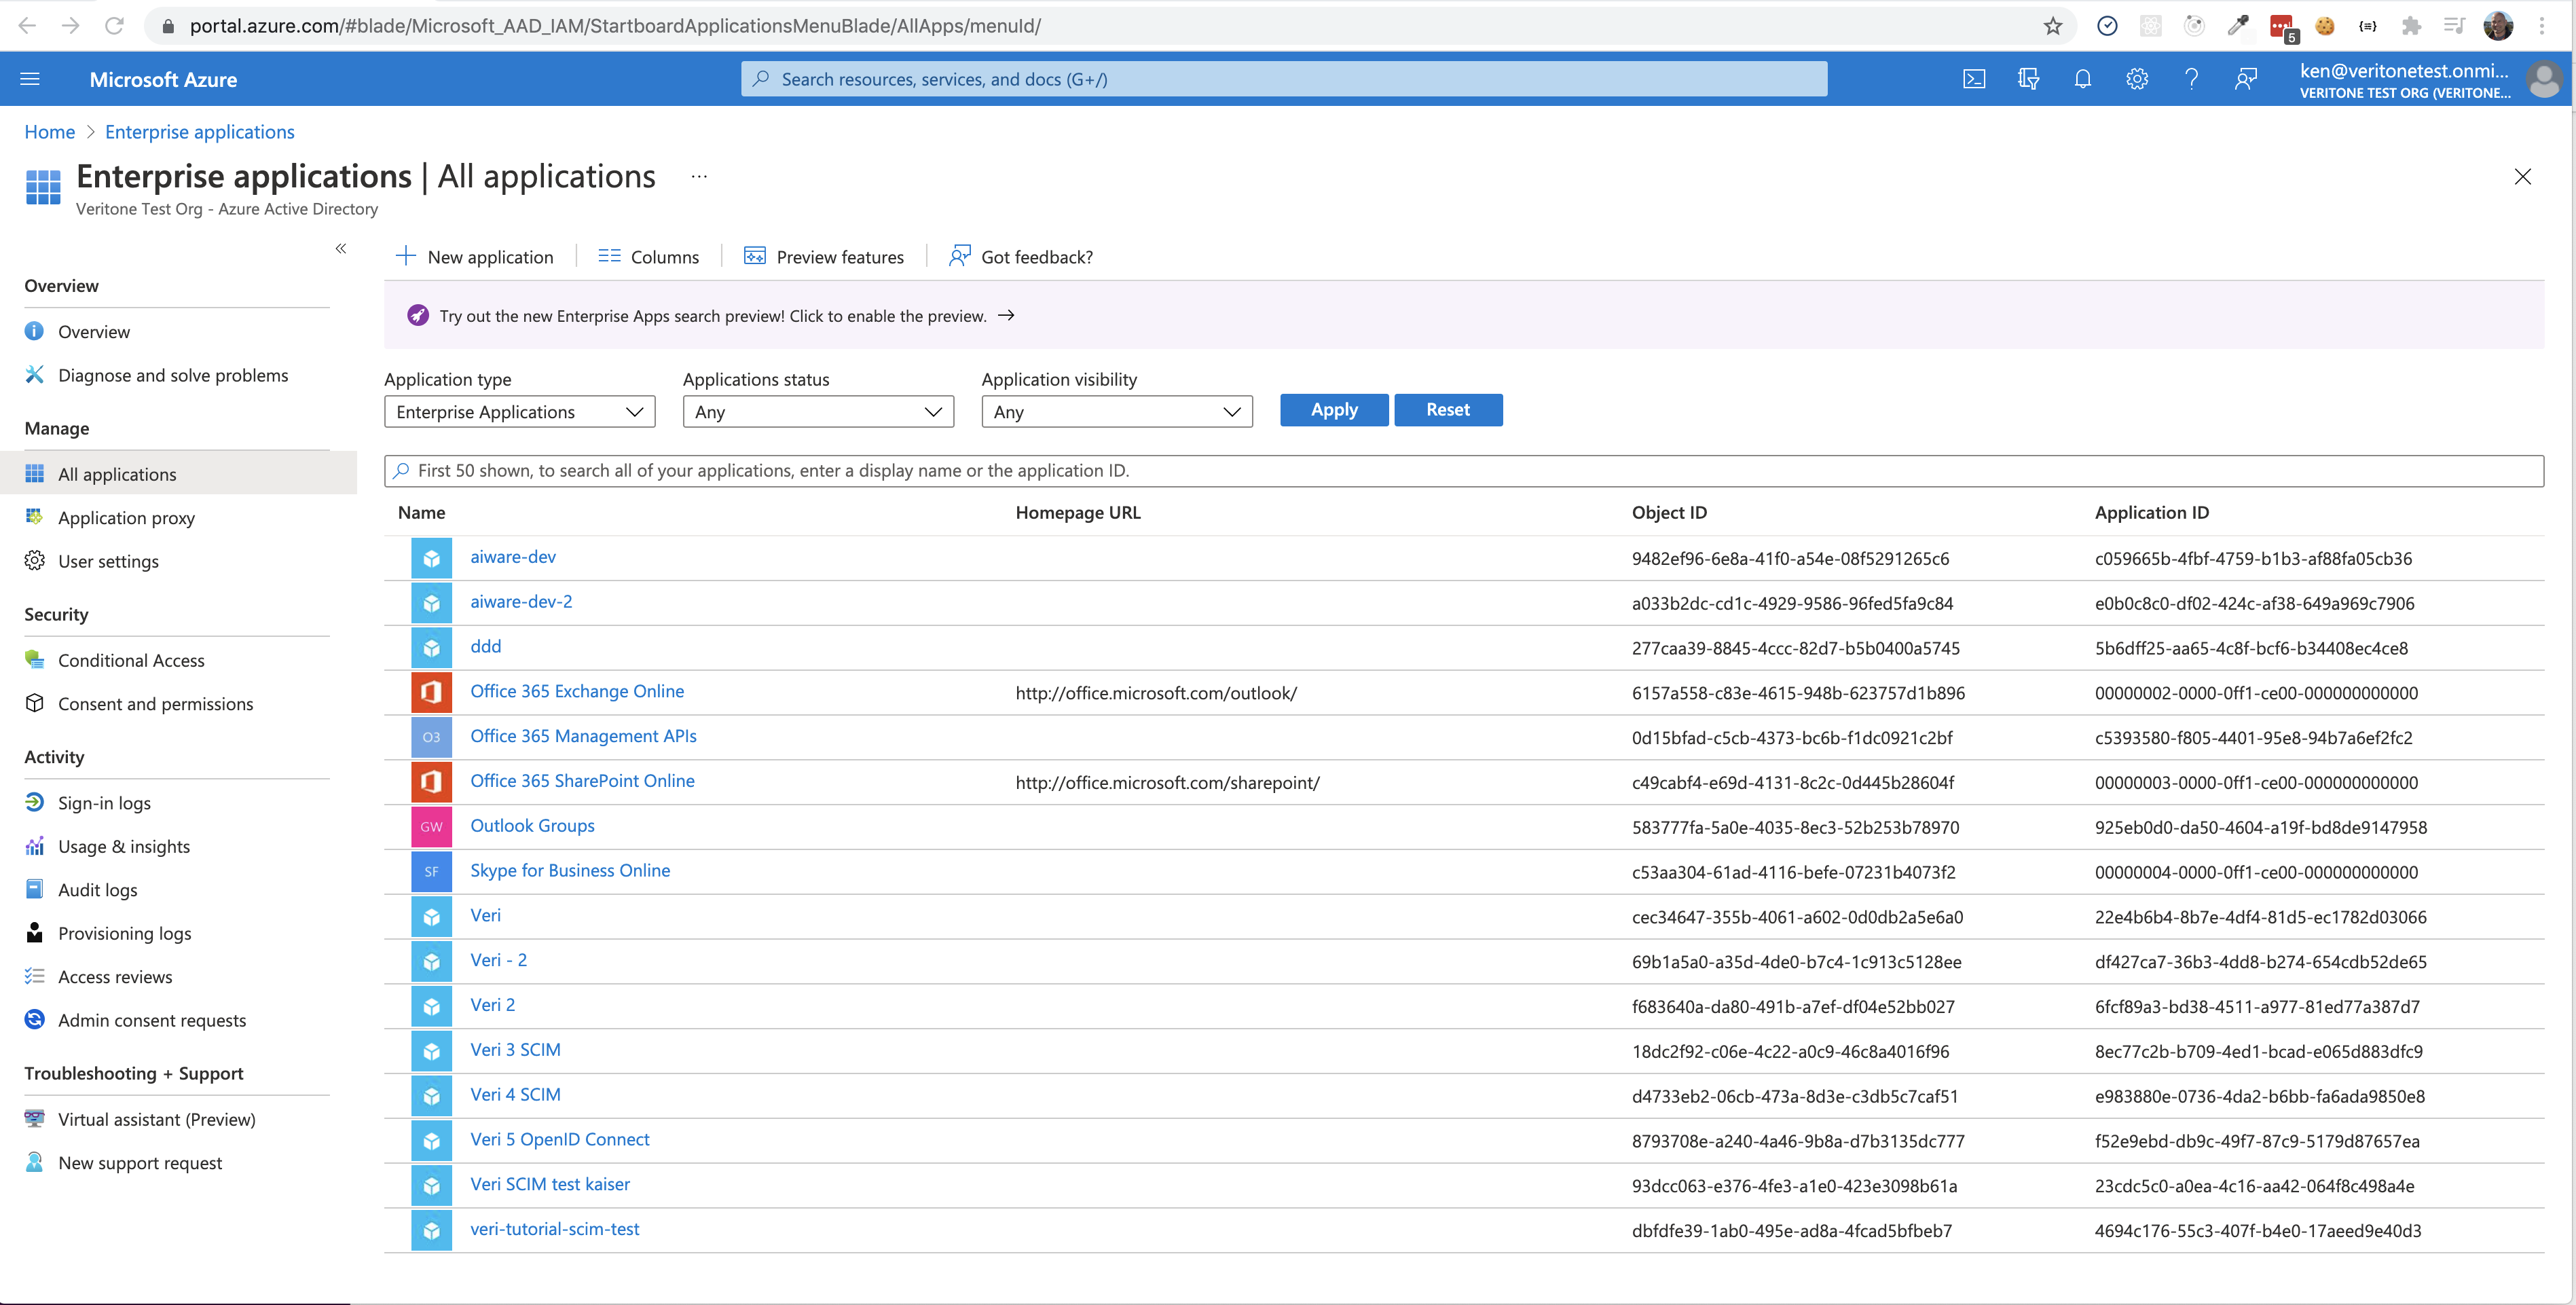 portal.azure.com/#blade/Microsoft_AAD_IAM/StartboardApplicationsMenuBlade/AllApps/menuId/
5
Microsoft Azure
Search resources, services, and docs (G+/)
ken@veritonetest.onmi...
VERITONE TEST ORG (VERITONE...
Home > Enterprise applications
Enterprise applications | All applications ...
Veritone Test Org - Azure Active Directory
«
Overview
Overview
Diagnose and solve problems
Manage
All applications
Application proxy
User settings
Security
Conditional Access
Consent and permissions
Activity
Sign-in logs
Usage & insights
Audit logs
Provisioning logs
Access reviews
Admin consent requests
Troubleshooting + Support
Virtual assistant (Preview)
New support request
New application
Columns
Preview features
Got feedback?
Try out the new Enterprise Apps search preview! Click to enable the preview. →
Application type Applications status Application visibility
Enterprise Applications Any Any Apply Reset
First 50 shown, to search all of your applications, enter a display name or the application ID.
Name Homepage URL Object ID Application ID
aiware-dev 9482ef96-6e8a-41f0-a54e-08f5291265c6 c059665b-4fbf-4759-b1b3-af88fa05cb36
aiware-dev-2 a033b2dc-cd1c-4929-9586-96fed5fa9c84 e0b0c8c0-df02-424c-af38-649a969c7906
ddd 277caa39-8845-4ccc-82d7-b5b0400a5745 5b6dff25-aa65-4c8f-bcf6-b34408ec4ce8
Office 365 Exchange Online http://office.microsoft.com/outlook/ 6157a558-c83e-4615-948b-623757d1b896 00000002-0000-0ff1-ce00-000000000000
O3 Office 365 Management APIs 0d15bfad-c5cb-4373-bc6b-f1dc0921c2bf c5393580-f805-4401-95e8-94b7a6ef2fc2
Office 365 SharePoint Online http://office.microsoft.com/sharepoint/ c49cabf4-e69d-4131-8c2c-0d445b28604f 00000003-0000-0ff1-ce00-000000000000
GW Outlook Groups 583777fa-5a0e-4035-8ec3-52b253b78970 925eb0d0-da50-4604-a19f-bd8de9147958
SF Skype for Business Online c53aa304-61ad-4116-befe-07231b4073f2 00000004-0000-0ff1-ce00-000000000000
Veri cec34647-355b-4061-a602-0d0db2a5e6a0 22e4b6b4-8b7e-4df4-81d5-ec1782d03066
Veri - 2 69b1a5a0-a35d-4de0-b7c4-1c913c5128ee df427ca7-36b3-4dd8-b274-654cdb52de65
Veri 2 f683640a-da80-491b-a7ef-df04e52bb027 6fcf89a3-bd38-4511-a977-81ed77a387d7
Veri 3 SCIM 18dc2f92-c06e-4c22-a0c9-46c8a4016f96 8ec77c2b-b709-4ed1-bcad-e065d883dfc9
Veri 4 SCIM d4733eb2-06cb-473a-8d3e-c3db5c7caf51 e983880e-0736-4da2-b6bb-fa6ada9850e8
Veri 5 OpenID Connect 8793708e-a240-4a46-9b8a-d7b3135dc777 f52e9ebd-db9c-49f7-87c9-5179d87657ea
Veri SCIM test kaiser 93dcc063-e376-4fe3-a1e0-423e3098b61a 23cdc5c0-a0ea-4c16-aa42-064f8c498a4e
veri-tutorial-scim-test dbfdfe39-1ab0-495e-ad8a-4fcad5bfbeb7 4694c176-55c3-407f-b4e0-17aeed9e40d3